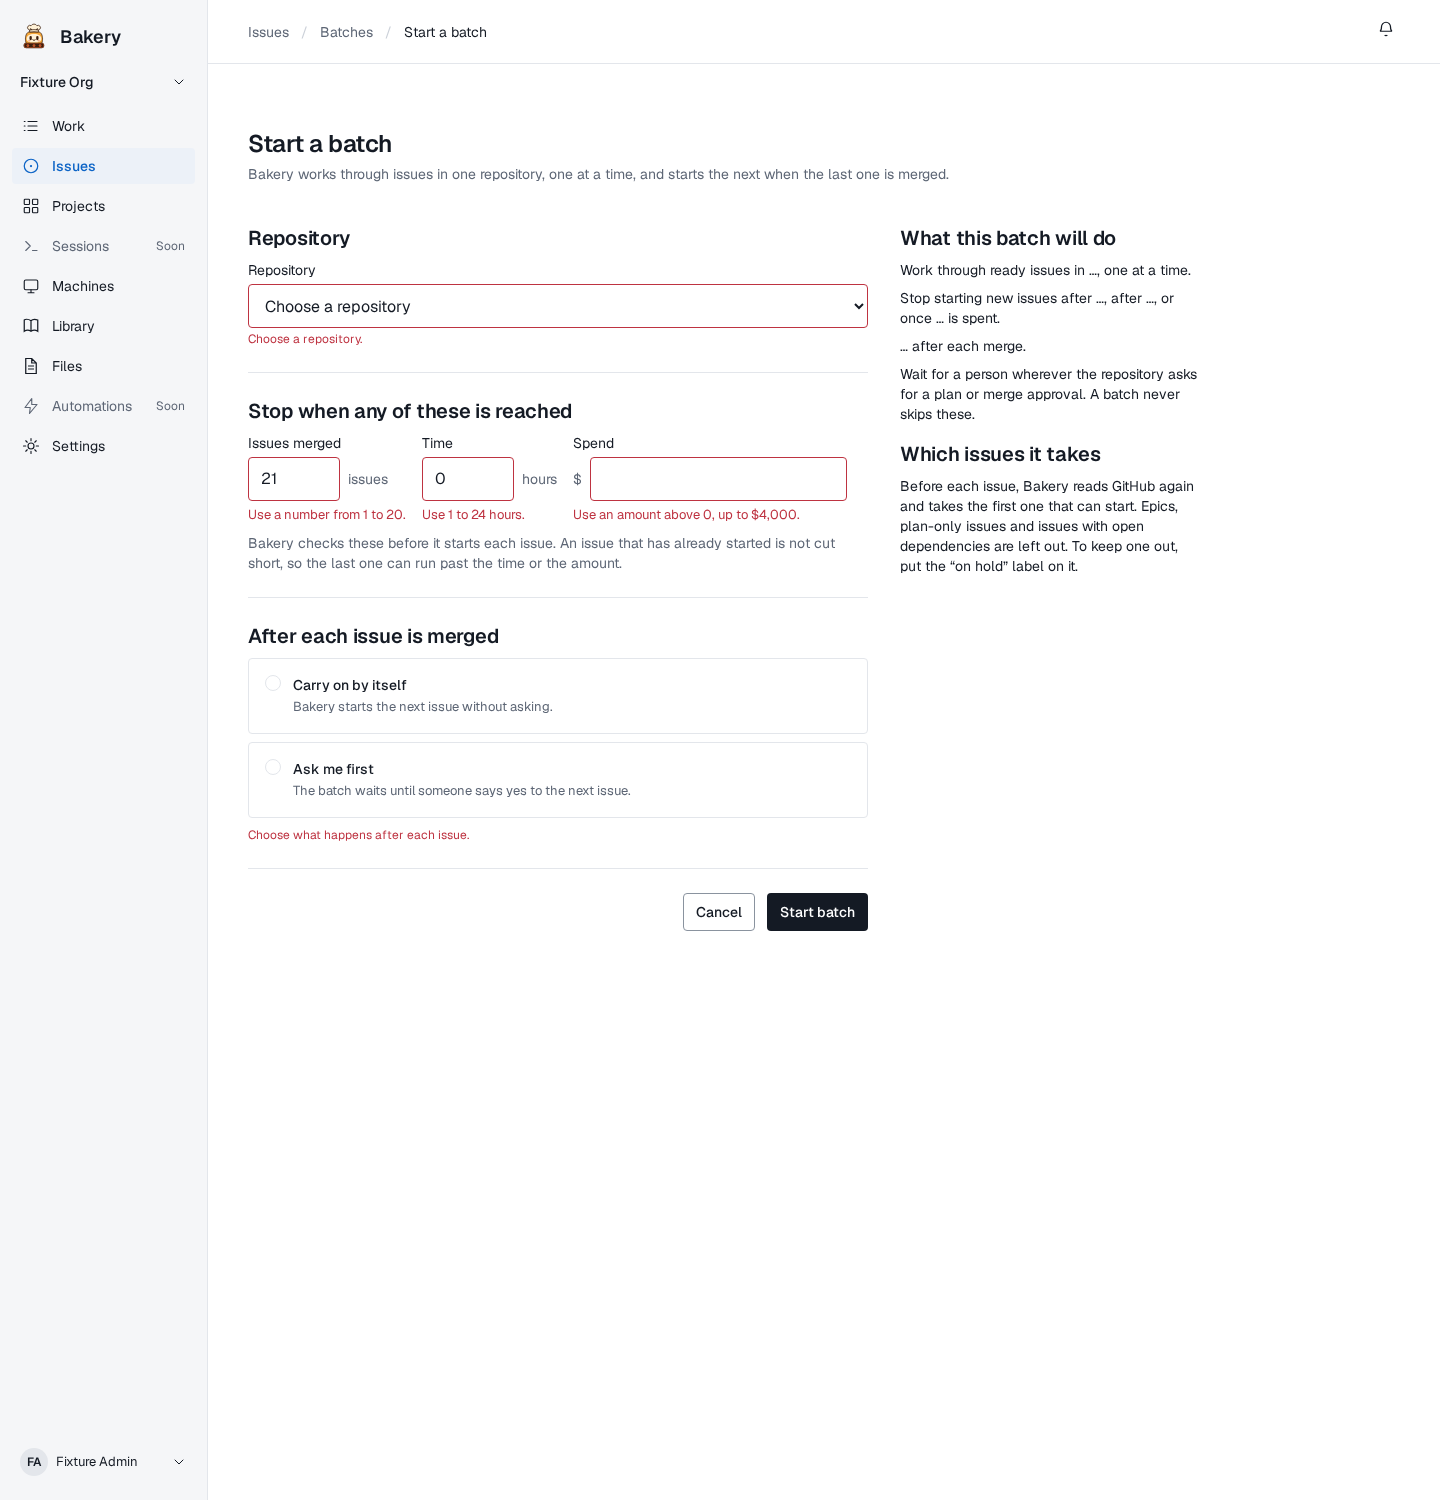 Bakery
Fixture Org
Work
Issues
Projects
Sessions Soon
Machines
Library
Files
Automations Soon
Settings
FA Fixture Admin
Issues / Batches / Start a batch
Start a batch
Bakery works through issues in one repository, one at a time, and starts the next when the last one is merged.
Repository
Repository
Choose a repository
Choose a repository.
Stop when any of these is reached
Issues merged Time Spend
21 issues 0 hours $
Use a number from 1 to 20. Use 1 to 24 hours. Use an amount above 0, up to $4,000.
Bakery checks these before it starts each issue. An issue that has already started is not cut
short, so the last one can run past the time or the amount.
After each issue is merged
Carry on by itself
Bakery starts the next issue without asking.
Ask me first
The batch waits until someone says yes to the next issue.
Choose what happens after each issue.
Cancel Start batch
What this batch will do
Work through ready issues in …, one at a time.
Stop starting new issues after …, after …, or
once … is spent.
… after each merge.
Wait for a person wherever the repository asks
for a plan or merge approval. A batch never
skips these.
Which issues it takes
Before each issue, Bakery reads GitHub again
and takes the first one that can start. Epics,
plan-only issues and issues with open
dependencies are left out. To keep one out,
put the “on hold” label on it.